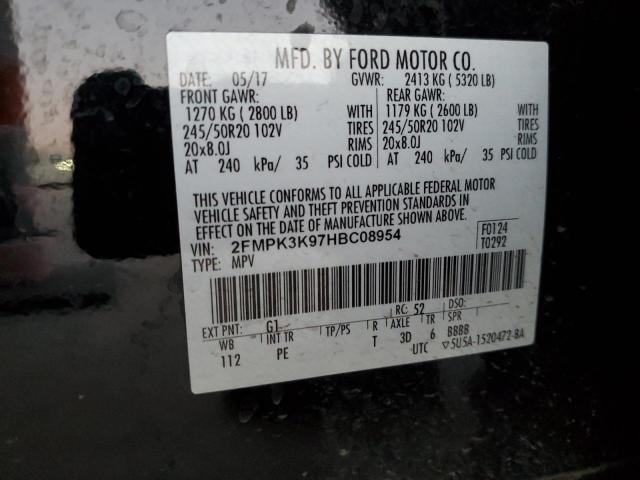 MFD. BY FORD MOTOR CO.
DATE: 05/17 GVWR: 2413 KG ( 5320 LB)
FRONT GAWR: REAR GAWR:
1270 KG ( 2800 LB) WITH 1179 KG ( 2600 LB) WITH
245/50R20 102V TIRES 245/50R20 102V TIRES
20x8.0J RIMS 20x8.0J RIMS
AT 240 kPa/ 35 PSI COLD AT 240 kPa/ 35 PSI COLD
THIS VEHICLE CONFORMS TO ALL APPLICABLE FEDERAL MOTOR
VEHICLE SAFETY AND THEFT PREVENTION STANDARDS IN
EFFECT ON THE DATE OF MANUFACTURE SHOWN ABOVE.
VIN: 2FMPK3K97HBC08954 F0124
TYPE: MPV T0292
EXT PNT: G1 RC: 52 DSO:
WB INT TR TP/PS R AXLE TR SPR
112 PE T 3D 6 BBBB
UTC ▽5U5A-1520472-BA